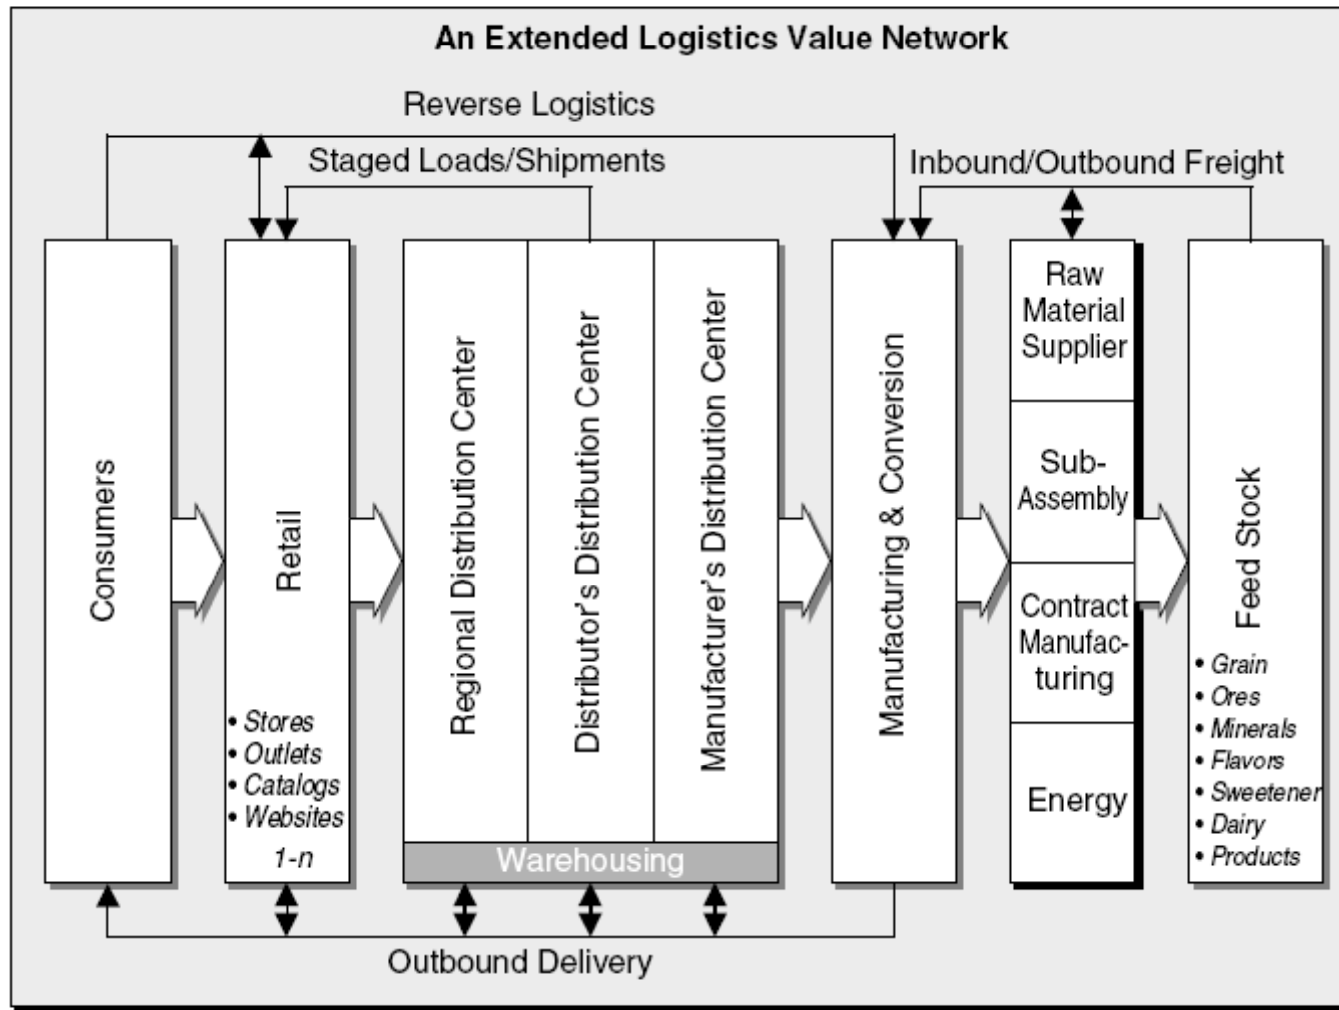 An Extended Logistics Value Network
Reverse Logistics
Staged Loads/Shipments
Inbound/Outbound Freight
Consumers
Retail
• Stores
• Outlets
• Catalogs
• Websites
1-n
Regional Distribution Center
Distributor's Distribution Center
Manufacturer's Distribution Center
Warehousing
Manufacturing & Conversion
Raw
Material
Supplier
Sub-
Assembly
Contract
Manufac-
turing
Energy
Feed Stock
• Grain
• Ores
• Minerals
• Flavors
• Sweetener
• Dairy
• Products
Outbound Delivery